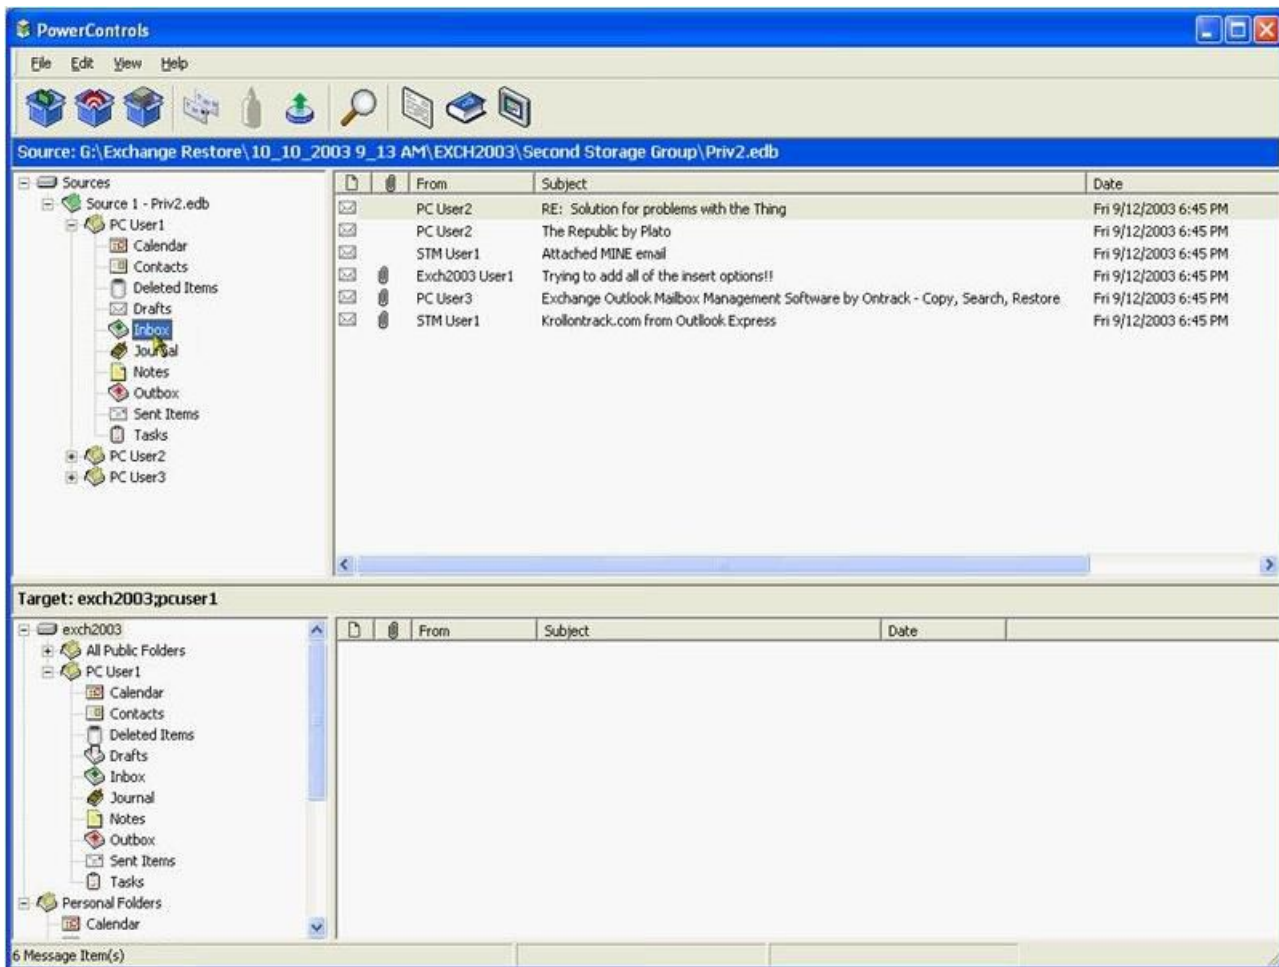 PowerControls
File Edit View Help
Source: G:\Exchange Restore\10_10_2003 9_13 AM\EXCH2003\Second Storage Group\Priv2.edb
Sources
Source 1 - Priv2.edb
PC User1
Calendar
Contacts
Deleted Items
Drafts
Inbox
Journal
Notes
Outbox
Sent Items
Tasks
PC User2
PC User3
From Subject Date
PC User2 RE: Solution for problems with the Thing Fri 9/12/2003 6:45 PM
PC User2 The Republic by Plato Fri 9/12/2003 6:45 PM
STM User1 Attached MINE email Fri 9/12/2003 6:45 PM
Exch2003 User1 Trying to add all of the insert options!! Fri 9/12/2003 6:45 PM
PC User3 Exchange Outlook Mailbox Management Software by Ontrack - Copy, Search, Restore Fri 9/12/2003 6:45 PM
STM User1 Krollontrack.com from Outllook Express Fri 9/12/2003 6:45 PM
Target: exch2003;pcuser1
exch2003
All Public Folders
PC User1
Calendar
Contacts
Deleted Items
Drafts
Inbox
Journal
Notes
Outbox
Sent Items
Tasks
Personal Folders
Calendar
From Subject Date
6 Message Item(s)